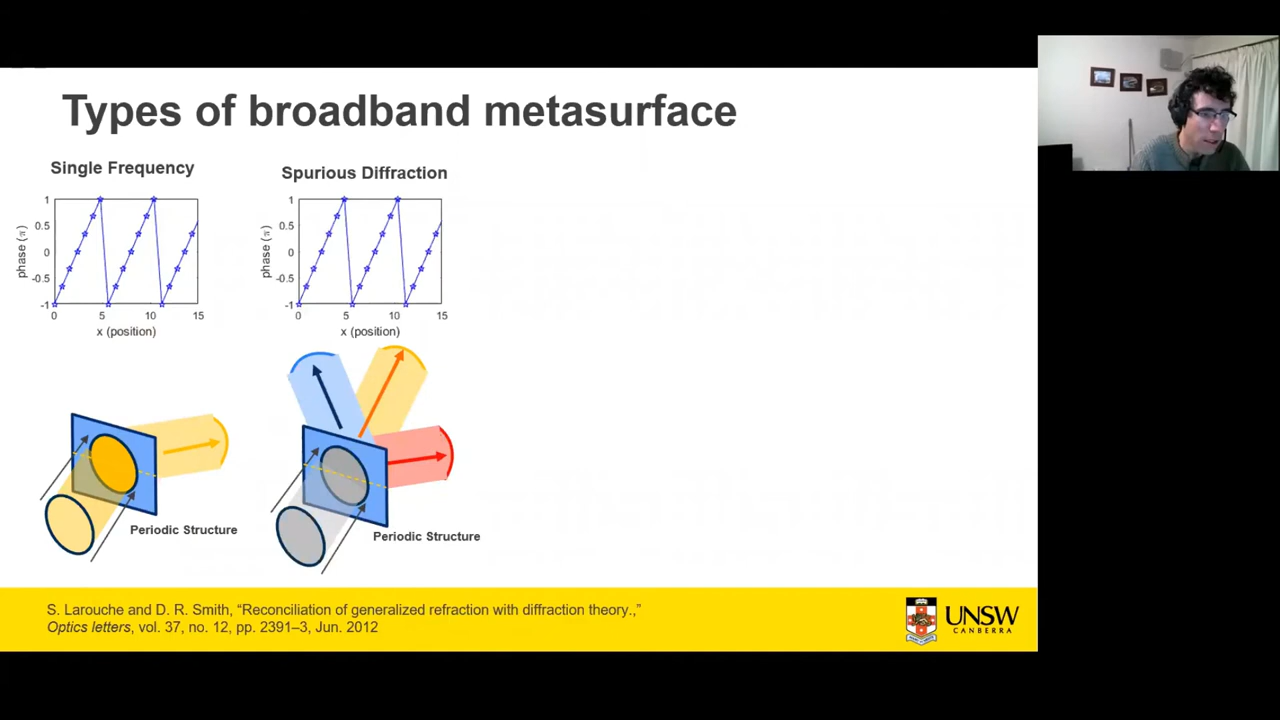 Types of broadband metasurface
Single Frequency
1
0.5
0
-0.5
-1
phase (π)
0
5
10
15
x (position)
Periodic Structure
Spurious Diffraction
1
0.5
0
-0.5
-1
phase (π)
0
5
10
15
x (position)
Periodic Structure
S. Larouche and D. R. Smith, “Reconciliation of generalized refraction with diffraction theory.,”
Optics letters, vol. 37, no. 12, pp. 2391–3, Jun. 2012
UNSW
CANBERRA